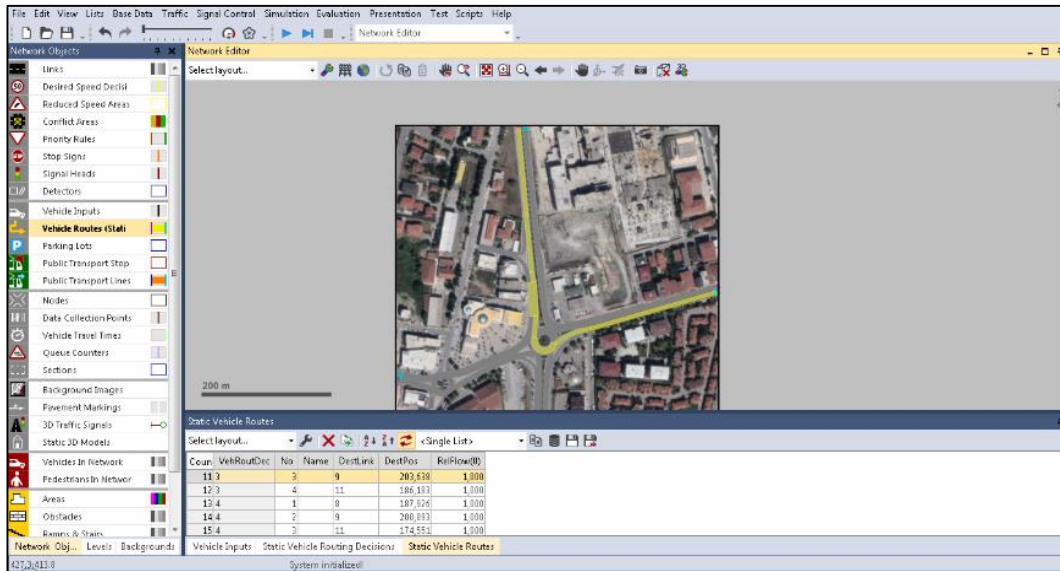 File Edit View Lists Base Data Traffic Signal Control Simulation Evaluation Presentation Test Scripts Help
Network Editor
Network Objects
Network Editor
Links
Select layout...
Desired Speed Decisi
Reduced Speed Areas
Conflict Areas
Priority Rules
Stop Signs
Signal Heads
Detectors
Vehicle Inputs
Vehicle Routes (Stati
Parking Lots
Public Transport Stop
Public Transport Lines
Nodes
Data Collection Points
Vehicle Travel Times
Queue Counters
Sections
Background Images
Pavement Markings
3D Traffic Signals
Static 3D Models
Vehicles In Network
Pedestrians In Networ
Areas
Obstacles
Ramps & Stairs
200 m
Static Vehicle Routes
Select layout... <Single List>
Coun VehRoutDec No Name DestLink DestPos RelFlow(0)
11 3 3 9 203,638 1,000
12 3 4 11 186,183 1,000
13 4 1 8 187,926 1,000
14 4 2 9 200,893 1,000
15 4 3 11 174,551 1,000
Network Obj... Levels Backgrounds
Vehicle Inputs Static Vehicle Routing Decisions Static Vehicle Routes
427,3:413.8 System initialized!